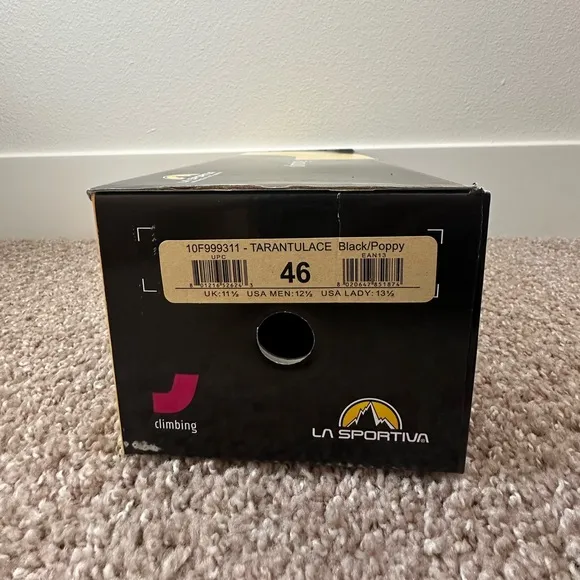 10F999311 - TARANTULACE Black/Poppy
UPC EAN13
46
UK:11½ USA MEN:12½ USA LADY:13½
climbing
LA SPORTIVA